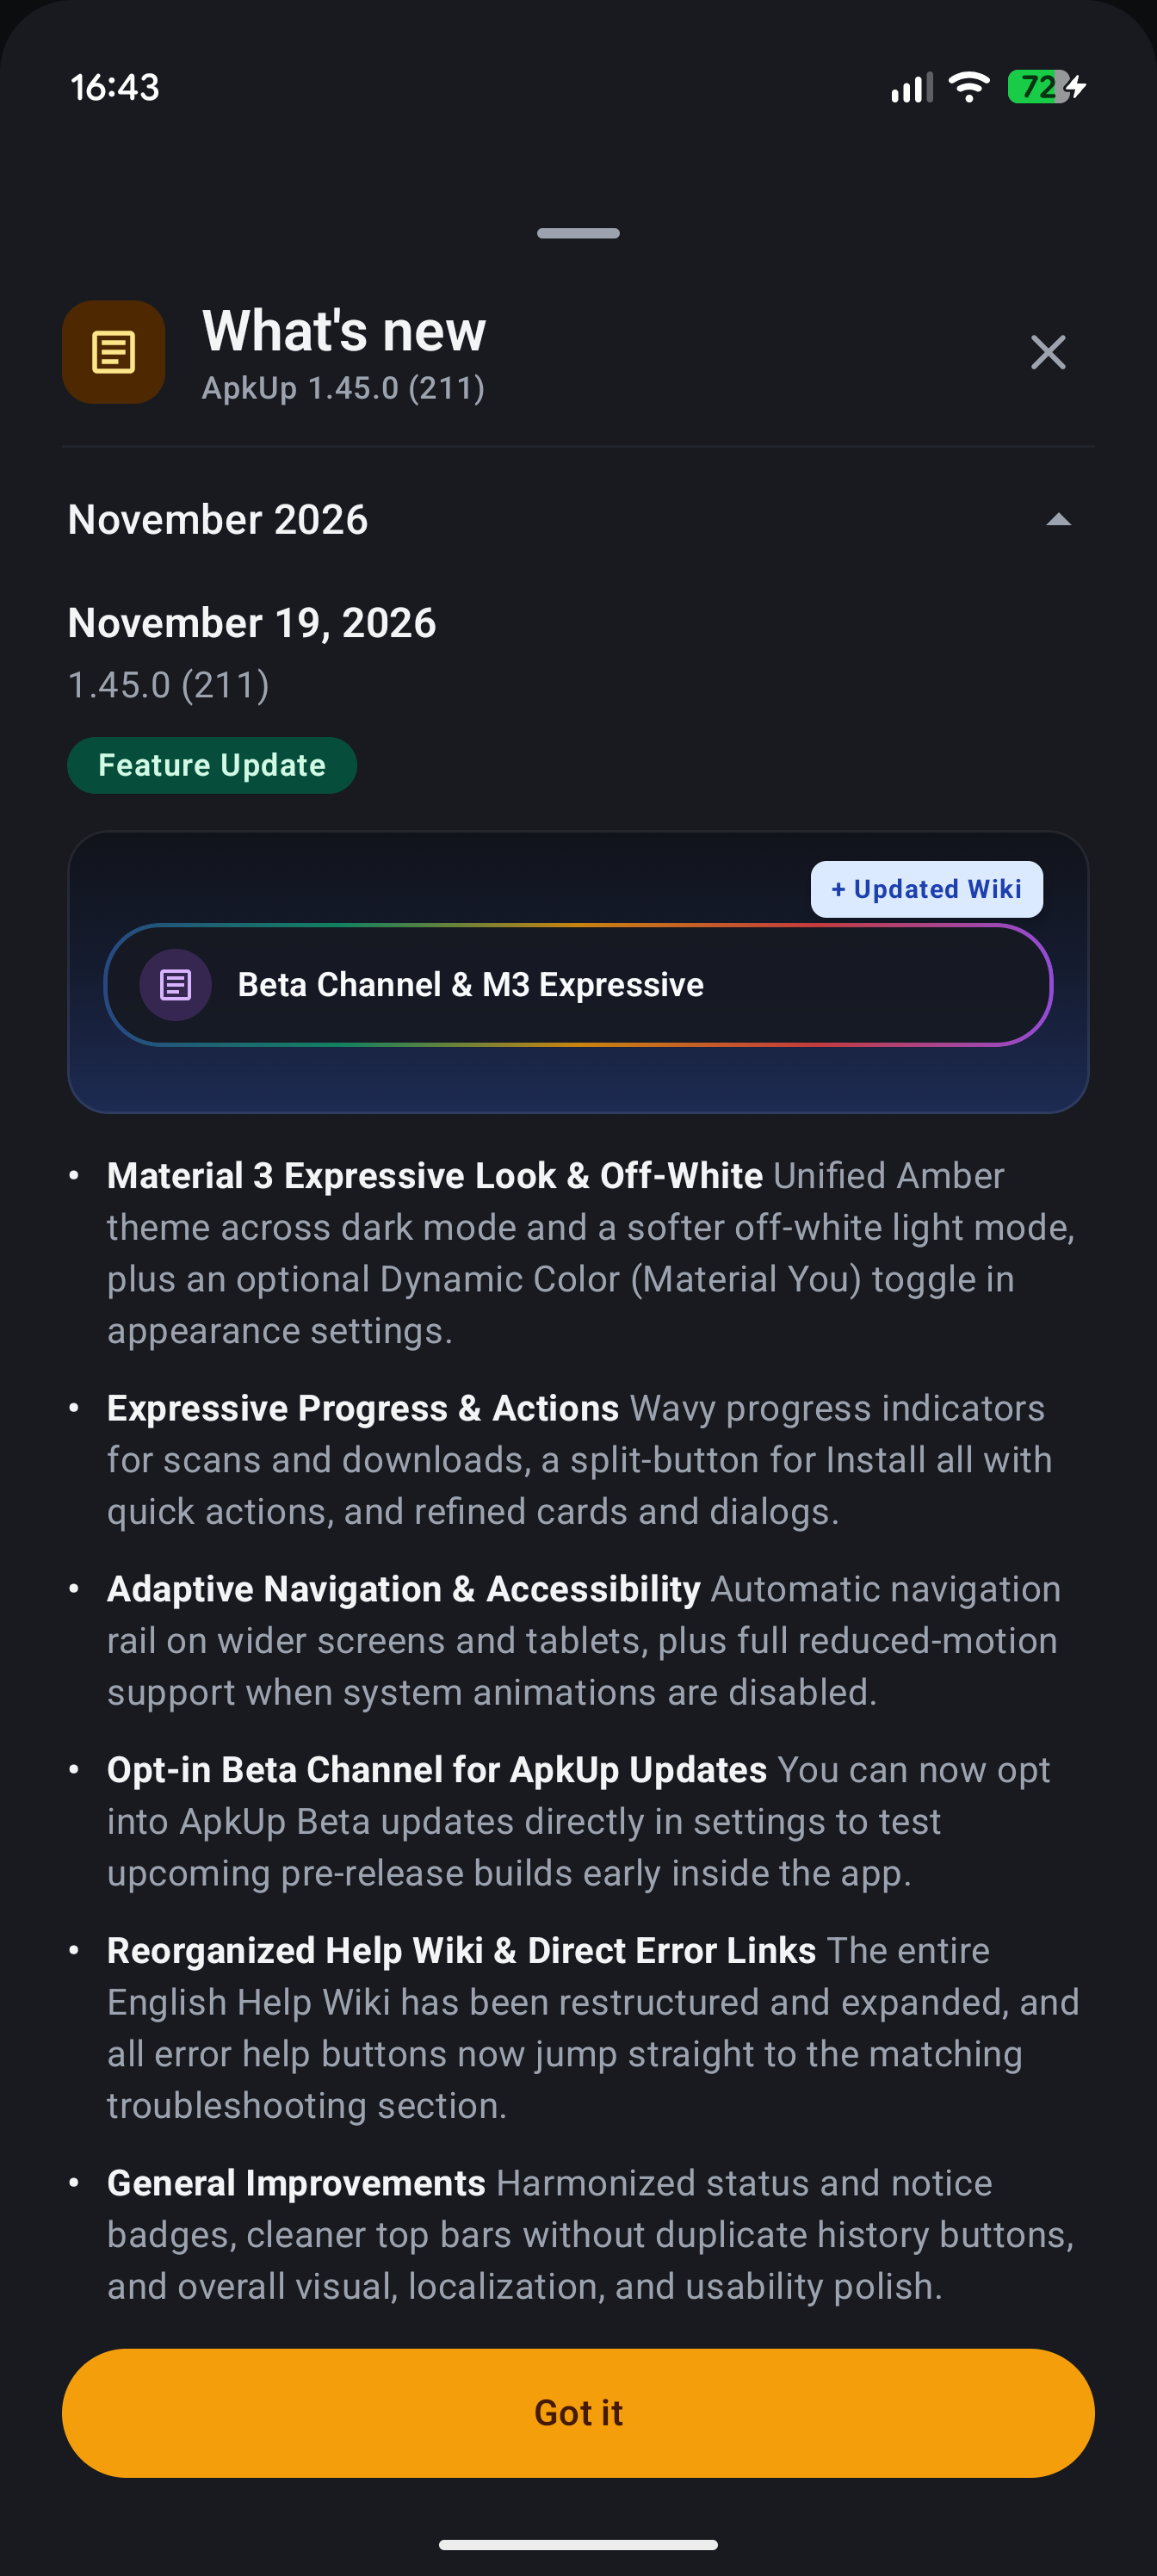 16:43
72
What's new
ApkUp 1.45.0 (211)
November 2026
November 19, 2026
1.45.0 (211)
Feature Update
+ Updated Wiki
Beta Channel & M3 Expressive
• Material 3 Expressive Look & Off-White Unified Amber
theme across dark mode and a softer off-white light mode,
plus an optional Dynamic Color (Material You) toggle in
appearance settings.
• Expressive Progress & Actions Wavy progress indicators
for scans and downloads, a split-button for Install all with
quick actions, and refined cards and dialogs.
• Adaptive Navigation & Accessibility Automatic navigation
rail on wider screens and tablets, plus full reduced-motion
support when system animations are disabled.
• Opt-in Beta Channel for ApkUp Updates You can now opt
into ApkUp Beta updates directly in settings to test
upcoming pre-release builds early inside the app.
• Reorganized Help Wiki & Direct Error Links The entire
English Help Wiki has been restructured and expanded, and
all error help buttons now jump straight to the matching
troubleshooting section.
• General Improvements Harmonized status and notice
badges, cleaner top bars without duplicate history buttons,
and overall visual, localization, and usability polish.
Got it